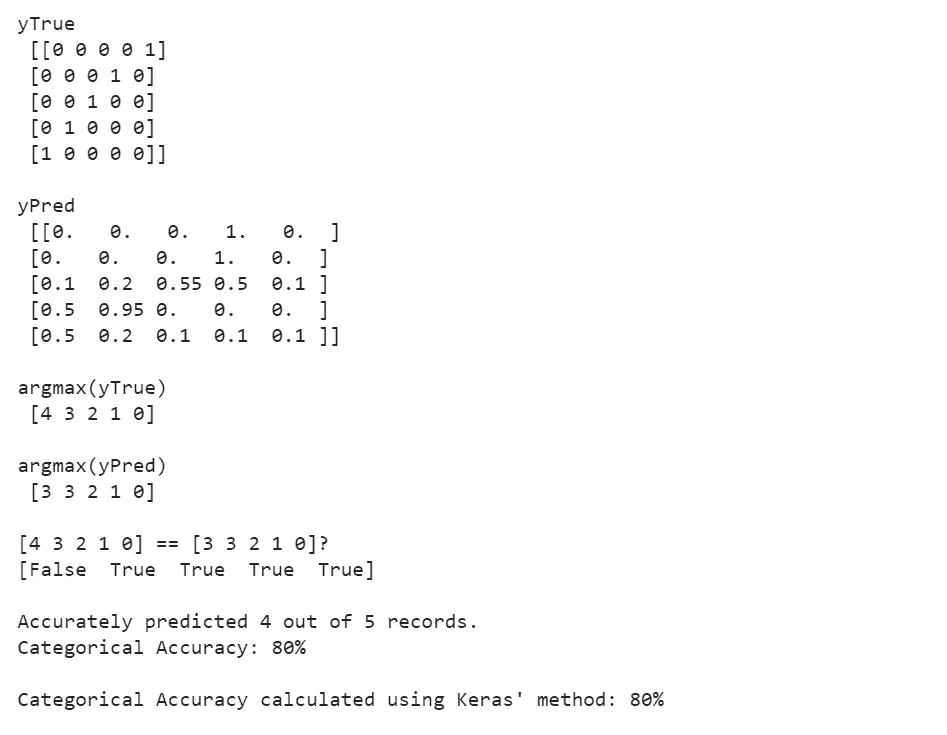 yTrue
[[0 0 0 0 1]
[0 0 0 1 0]
[0 0 1 0 0]
[0 1 0 0 0]
[1 0 0 0 0]]
yPred
[[0.   0.   0.   1.   0.  ]
[0.   0.   0.   1.   0.  ]
[0.1  0.2  0.55 0.5  0.1 ]
[0.5  0.95 0.   0.   0.  ]
[0.5  0.2  0.1  0.1  0.1 ]]
argmax(yTrue)
[4 3 2 1 0]
argmax(yPred)
[3 3 2 1 0]
[4 3 2 1 0] == [3 3 2 1 0]?
[False  True  True  True  True]
Accurately predicted 4 out of 5 records.
Categorical Accuracy: 80%
Categorical Accuracy calculated using Keras' method: 80%